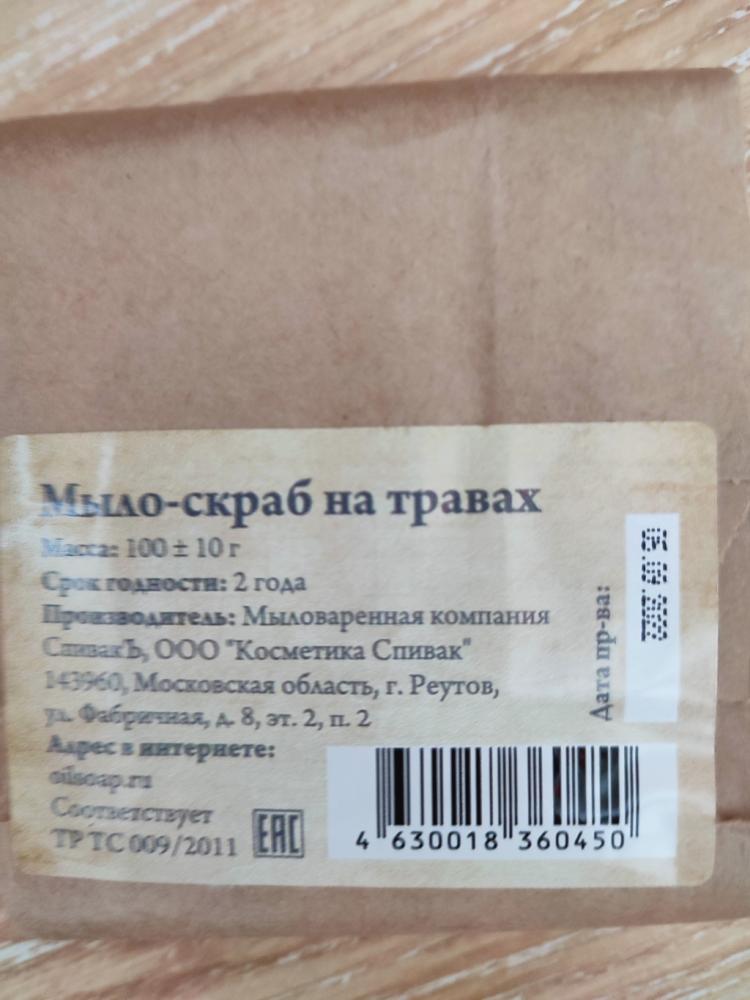 Мыло-скраб на травах
Масса: 100 ± 10 г
Срок годности: 2 года
Производитель: Мыловаренная компания
СпивакЪ, ООО "Косметика Спивак"
143960, Московская область, г. Реутов,
ул. Фабричная, д. 8, эт. 2, п. 2
Адрес в интернете:
oilsoap.ru
Соответствует
ТР ТС 009/2011
EAC
4 630018 360450
Дата пр-ва: